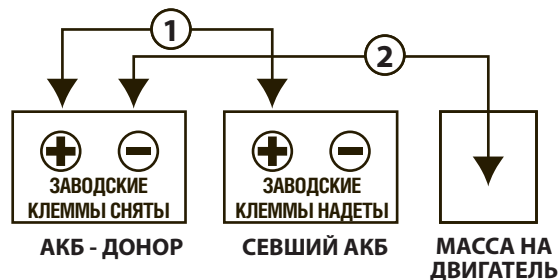 1
2
+ − + −
ЗАВОДСКИЕ
КЛЕММЫ СНЯТЫ
ЗАВОДСКИЕ
КЛЕММЫ НАДЕТЫ
АКБ - ДОНОР
СЕВШИЙ АКБ
МАССА НА
ДВИГАТЕЛЬ